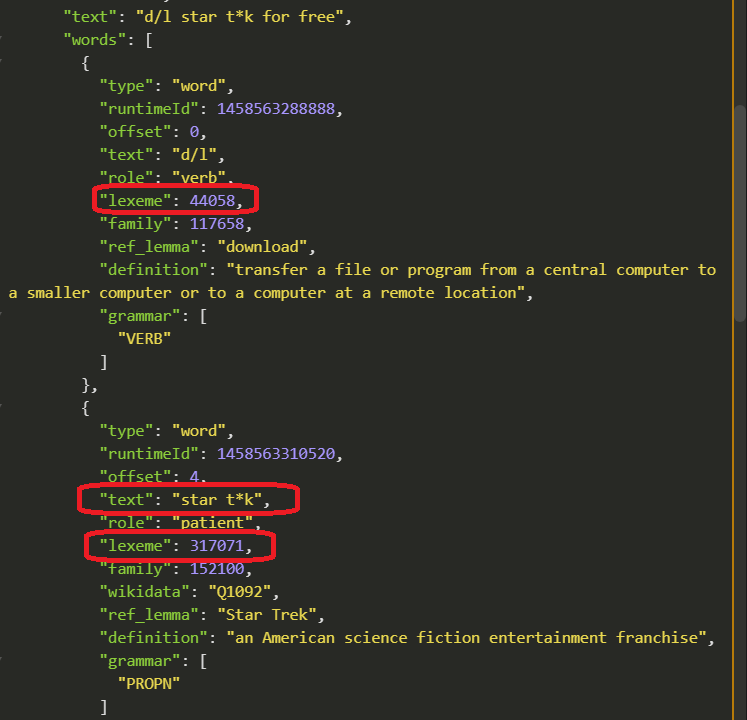 "text": "d/l star t*k for free",
"words": [
{
"type": "word",
"runtimeId": 1458563288888,
"offset": 0,
"text": "d/l",
"role": "verb",
"lexeme": 44058,
"family": 117658,
"ref_lemma": "download",
"definition": "transfer a file or program from a central computer to
a smaller computer or to a computer at a remote location",
"grammar": [
"VERB"
]
},
{
"type": "word",
"runtimeId": 1458563310520,
"offset": 4,
"text": "star t*k",
"role": "patient",
"lexeme": 317071,
"family": 152100,
"wikidata": "Q1092",
"ref_lemma": "Star Trek",
"definition": "an American science fiction entertainment franchise",
"grammar": [
"PROPN"
]